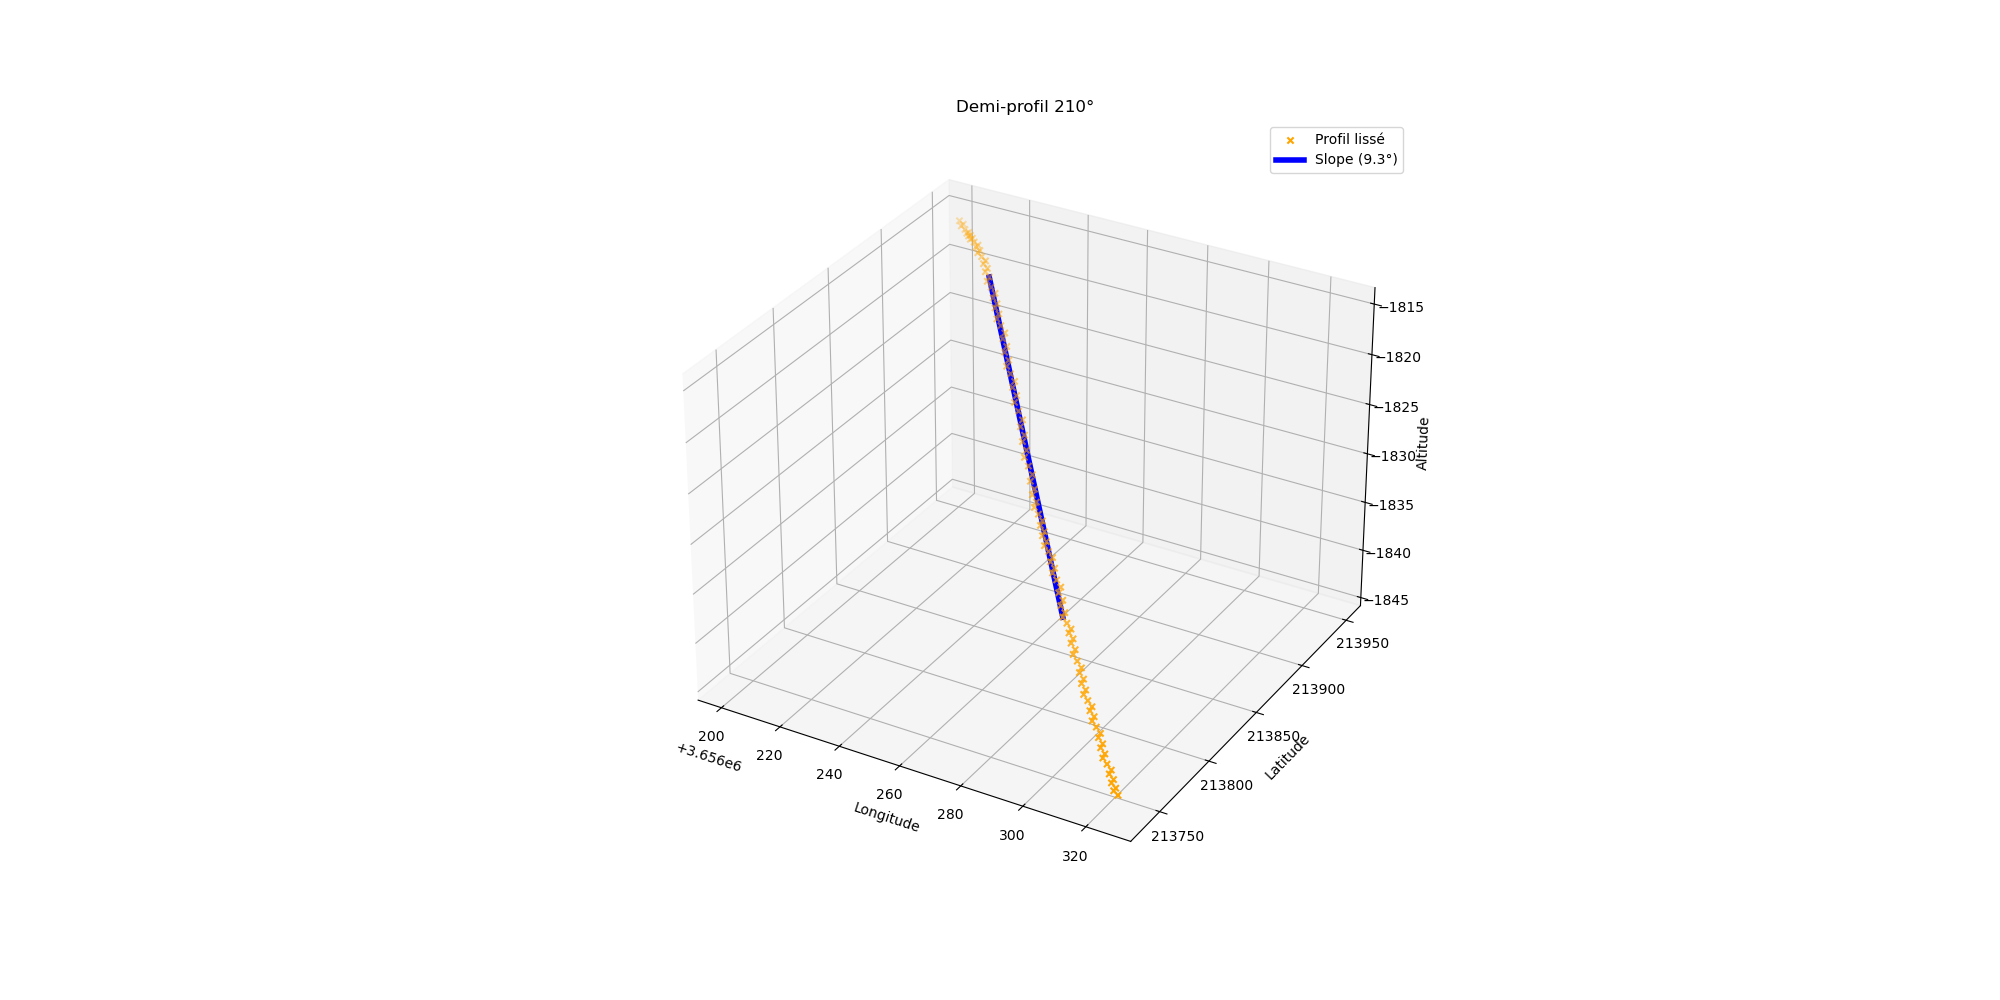 Demi-profil 210°
Profil lissé
Slope (9.3°)
−1815
−1820
−1825
−1830
−1835
−1840
−1845
Altitude
213950
213900
213850
213800
213750
Latitude
200
220
240
260
280
300
320
+3.656e6
Longitude